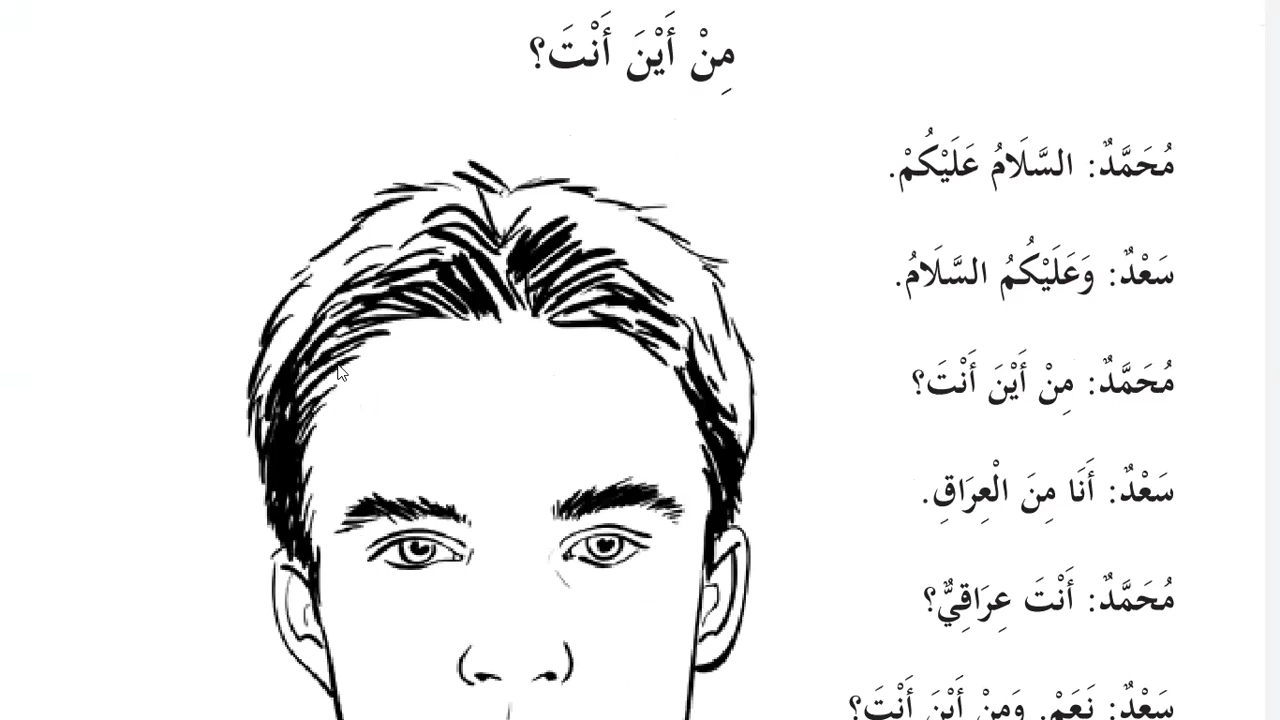 مِنْ أَيْنَ أَنْتَ؟
مُحَمَّدٌ: السَّلَامُ عَلَيْكُمْ.
سَعْدٌ: وَعَلَيْكُمُ السَّلَامُ.
مُحَمَّدٌ: مِنْ أَيْنَ أَنْتَ؟
سَعْدٌ: أَنَا مِنَ الْعِرَاقِ.
مُحَمَّدٌ: أَنْتَ عِرَاقِيٌّ؟
سَعْدٌ: نَعَمْ. وَمِنْ أَيْنَ أَنْتَ؟